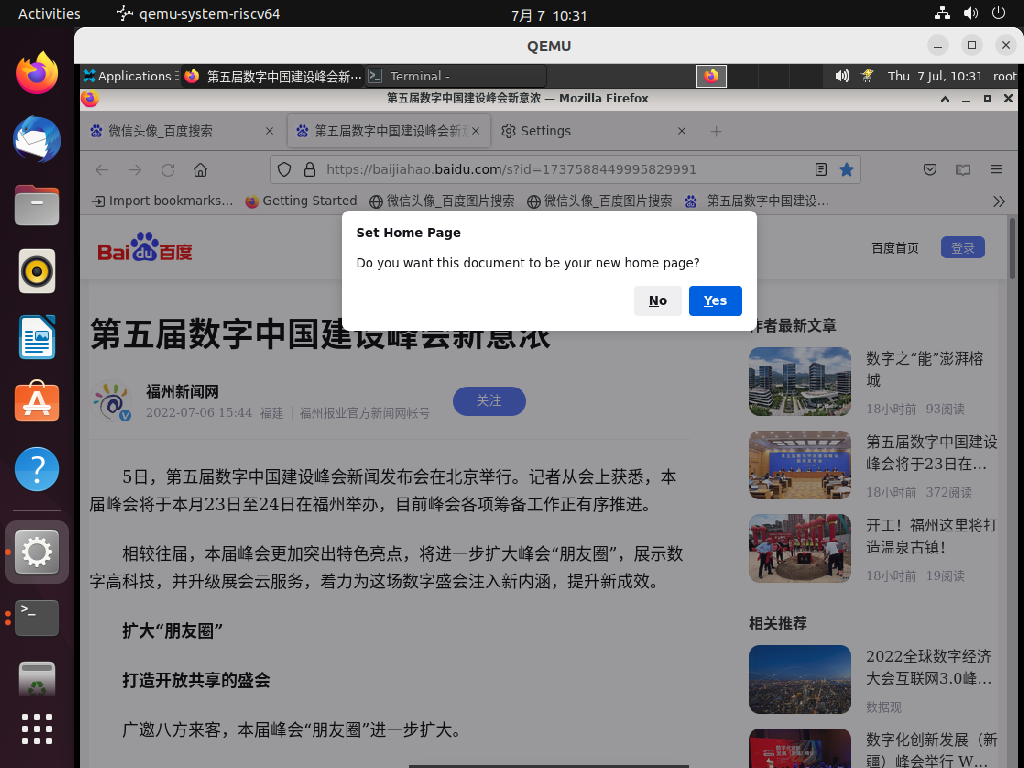 Activities
qemu-system-riscv64
7月 7 10:31
QEMU
Applications
第五届数字中国建设峰会新...
Terminal -
Thu 7 Jul, 10:31
root
第五届数字中国建设峰会新意浓 — Mozilla Firefox
微信头像_百度搜索
第五届数字中国建设峰会新意
Settings
https://baijiahao.baidu.com/s?id=1737588449995829991
Import bookmarks...
Getting Started
微信头像_百度图片搜索
微信头像_百度图片搜索
第五届数字中国建设...
Set Home Page
Do you want this document to be your new home page?
No
Yes
Bai du 百度
百度首页
登录
第五届数字中国建设峰会新意浓
福州新闻网
2022-07-06 15:44 福建 | 福州报业官方新闻网帐号
关注
5日，第五届数字中国建设峰会新闻发布会在北京举行。记者从会上获悉，本
届峰会将于本月23日至24日在福州举办，目前峰会各项筹备工作正有序推进。
相较往届，本届峰会更加突出特色亮点，将进一步扩大峰会“朋友圈”，展示数
字高科技，并升级展会云服务，着力为这场数字盛会注入新内涵，提升新成效。
扩大“朋友圈”
打造开放共享的盛会
广邀八方来客，本届峰会“朋友圈”进一步扩大。
作者最新文章
数字之“能”澎湃榕
城
18小时前 93阅读
第五届数字中国建设
峰会将于23日在...
18小时前 372阅读
开工！福州这里将打
造温泉古镇！
18小时前 19阅读
相关推荐
2022全球数字经济
大会互联网3.0峰...
数据观
数字化创新发展（新
疆）峰会举行 W...